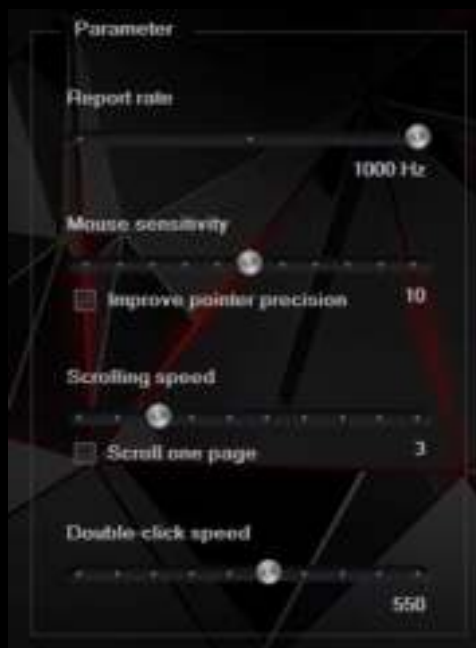 Parameter
Report rate
1000 Hz
Mouse sensitivity
Improve pointer precision 10
Scrolling speed
Scroll one page 3
Double-click speed
550